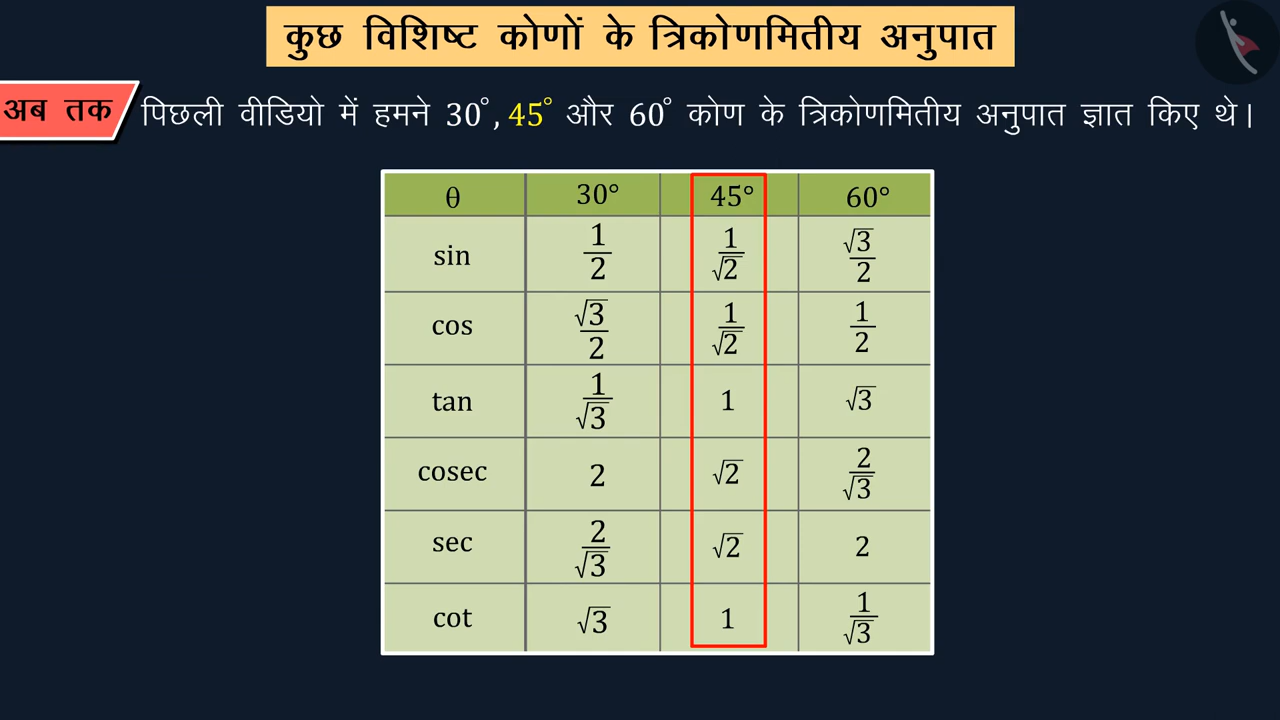 कुछ विशिष्ट कोणों के त्रिकोणमितीय अनुपात
अब तक पिछली वीडियो में हमने 30°, 45° और 60° कोण के त्रिकोणमितीय अनुपात ज्ञात किए थे।
θ 30° 45° 60°
sin 1/2 1/√2 √3/2
cos √3/2 1/√2 1/2
tan 1/√3 1 √3
cosec 2 √2 2/√3
sec 2/√3 √2 2
cot √3 1 1/√3